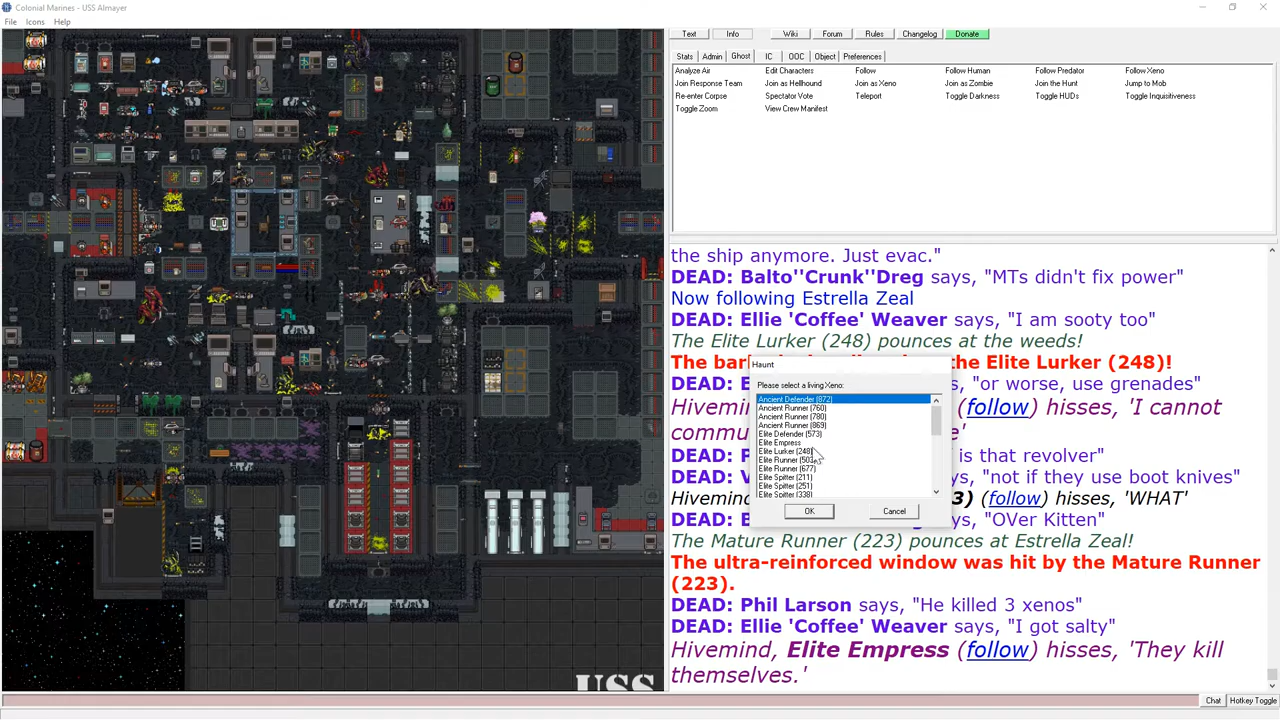 Colonial Marines - USS Almayer
File Icons Help
Text Info Wiki Forum Rules Changelog Donate
Stats Admin Ghost IC OOC Object Preferences
Analyze Air Edit Characters Follow Follow Human Follow Predator Follow Xeno
Join Response Team Join as Hellhound Join as Xeno Join as Zombie Join the Hunt Jump to Mob
Re-enter Corpse Spectator Vote Teleport Toggle Darkness Toggle HUDs Toggle Inquisitiveness
Toggle Zoom View Crew Manifest
the ship anymore. Just evac."
DEAD: Balto''Crunk''Dreg says, "MTs didn't fix power"
Now following Estrella Zeal
DEAD: Ellie 'Coffee' Weaver says, "I am sooty too"
The Elite Lurker (248) pounces at the weeds!
The bar the Elite Lurker (248)!
DEAD: E s, "or worse, use grenades"
Hivemin (follow) hisses, 'I cannot
commu e'
DEAD: P is that revolver"
DEAD: V s, "not if they use boot knives"
Hivemind 3) (follow) hisses, 'WHAT'
DEAD: E ys, "OVer Kitten"
The Mature Runner (223) pounces at Estrella Zeal!
The ultra-reinforced window was hit by the Mature Runner
(223).
DEAD: Phil Larson says, "He killed 3 xenos"
DEAD: Ellie 'Coffee' Weaver says, "I got salty"
Hivemind, Elite Empress (follow) hisses, 'They kill
themselves.'
Haunt
Please select a living Xeno:
Ancient Defender (872)
Ancient Runner (760)
Ancient Runner (780)
Ancient Runner (869)
Elite Defender (573)
Elite Empress
Elite Lurker (248)
Elite Runner (503)
Elite Runner (677)
Elite Spitter (211)
Elite Spitter (251)
Elite Spitter (338)
OK Cancel
USS
Chat Hotkey Toggle